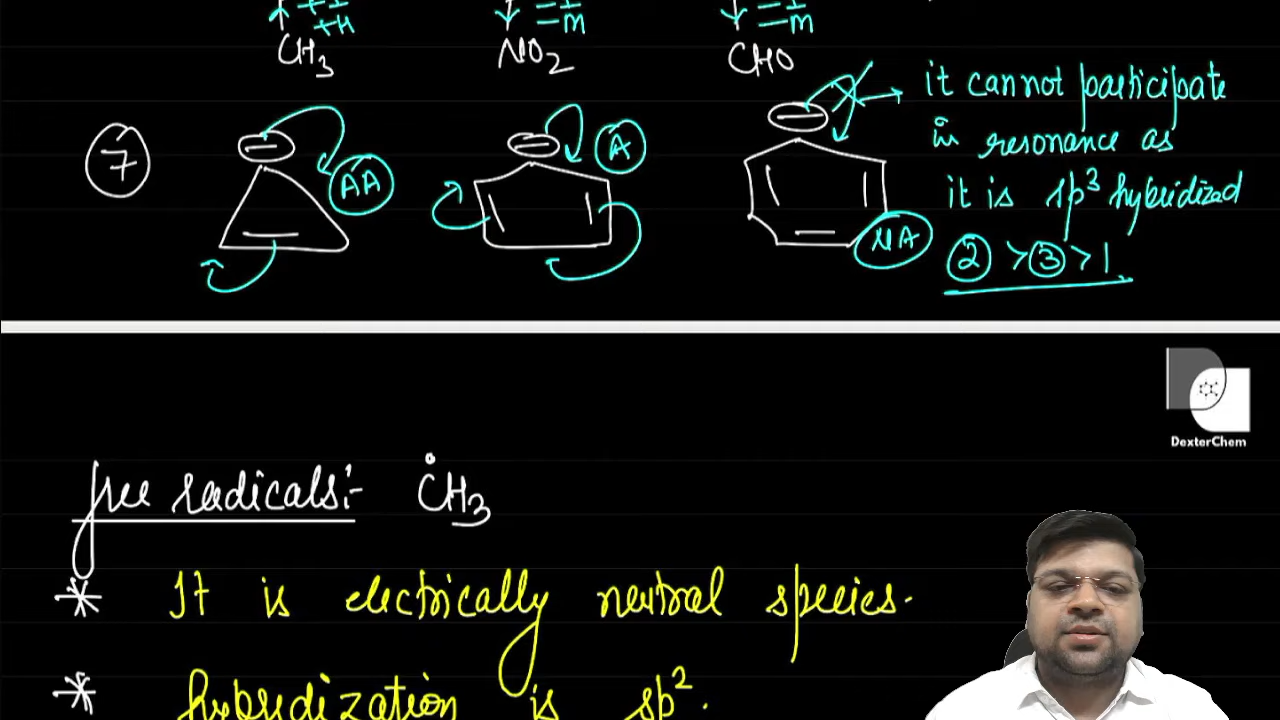 +I
+H
=I
-m
=I
-m
CH3
NO2
CHO
it cannot participate
in resonance as
it is sp3 hybridized
7
AA
A
NA
2 > 3 > 1
DexterChem
free radicals:- ĊH3
* It is electrically neutral species.
* hybridization is sp2.